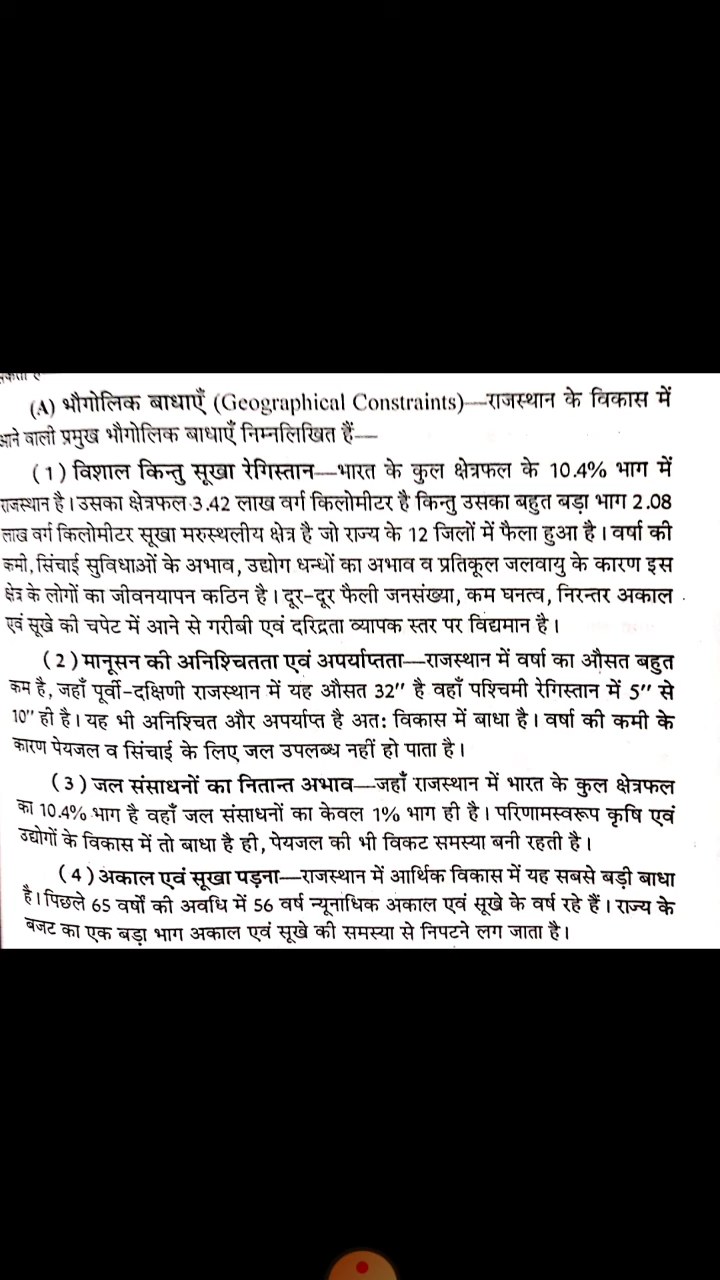 (A) भौगोलिक बाधाएँ (Geographical Constraints)—राजस्थान के विकास में
आने वाली प्रमुख भौगोलिक बाधाएँ निम्नलिखित हैं—
(1) विशाल किन्तु सूखा रेगिस्तान—भारत के कुल क्षेत्रफल के 10.4% भाग में
राजस्थान है। उसका क्षेत्रफल 3.42 लाख वर्ग किलोमीटर है किन्तु उसका बहुत बड़ा भाग 2.08
लाख वर्ग किलोमीटर सूखा मरुस्थलीय क्षेत्र है जो राज्य के 12 जिलों में फैला हुआ है। वर्षा की
कमी, सिंचाई सुविधाओं के अभाव, उद्योग धन्धों का अभाव व प्रतिकूल जलवायु के कारण इस
क्षेत्र के लोगों का जीवनयापन कठिन है। दूर-दूर फैली जनसंख्या, कम घनत्व, निरन्तर अकाल
एवं सूखे की चपेट में आने से गरीबी एवं दरिद्रता व्यापक स्तर पर विद्यमान है।
(2) मानूसन की अनिश्चितता एवं अपर्याप्तता—राजस्थान में वर्षा का औसत बहुत
कम है, जहाँ पूर्वी-दक्षिणी राजस्थान में यह औसत 32″ है वहाँ पश्चिमी रेगिस्तान में 5″ से
10″ ही है। यह भी अनिश्चित और अपर्याप्त है अत: विकास में बाधा है। वर्षा की कमी के
कारण पेयजल व सिंचाई के लिए जल उपलब्ध नहीं हो पाता है।
(3) जल संसाधनों का नितान्त अभाव—जहाँ राजस्थान में भारत के कुल क्षेत्रफल
का 10.4% भाग है वहाँ जल संसाधनों का केवल 1% भाग ही है। परिणामस्वरूप कृषि एवं
उद्योगों के विकास में तो बाधा है ही, पेयजल की भी विकट समस्या बनी रहती है।
(4) अकाल एवं सूखा पड़ना—राजस्थान में आर्थिक विकास में यह सबसे बड़ी बाधा
है। पिछले 65 वर्षों की अवधि में 56 वर्ष न्यूनाधिक अकाल एवं सूखे के वर्ष रहे हैं। राज्य के
बजट का एक बड़ा भाग अकाल एवं सूखे की समस्या से निपटने लग जाता है।